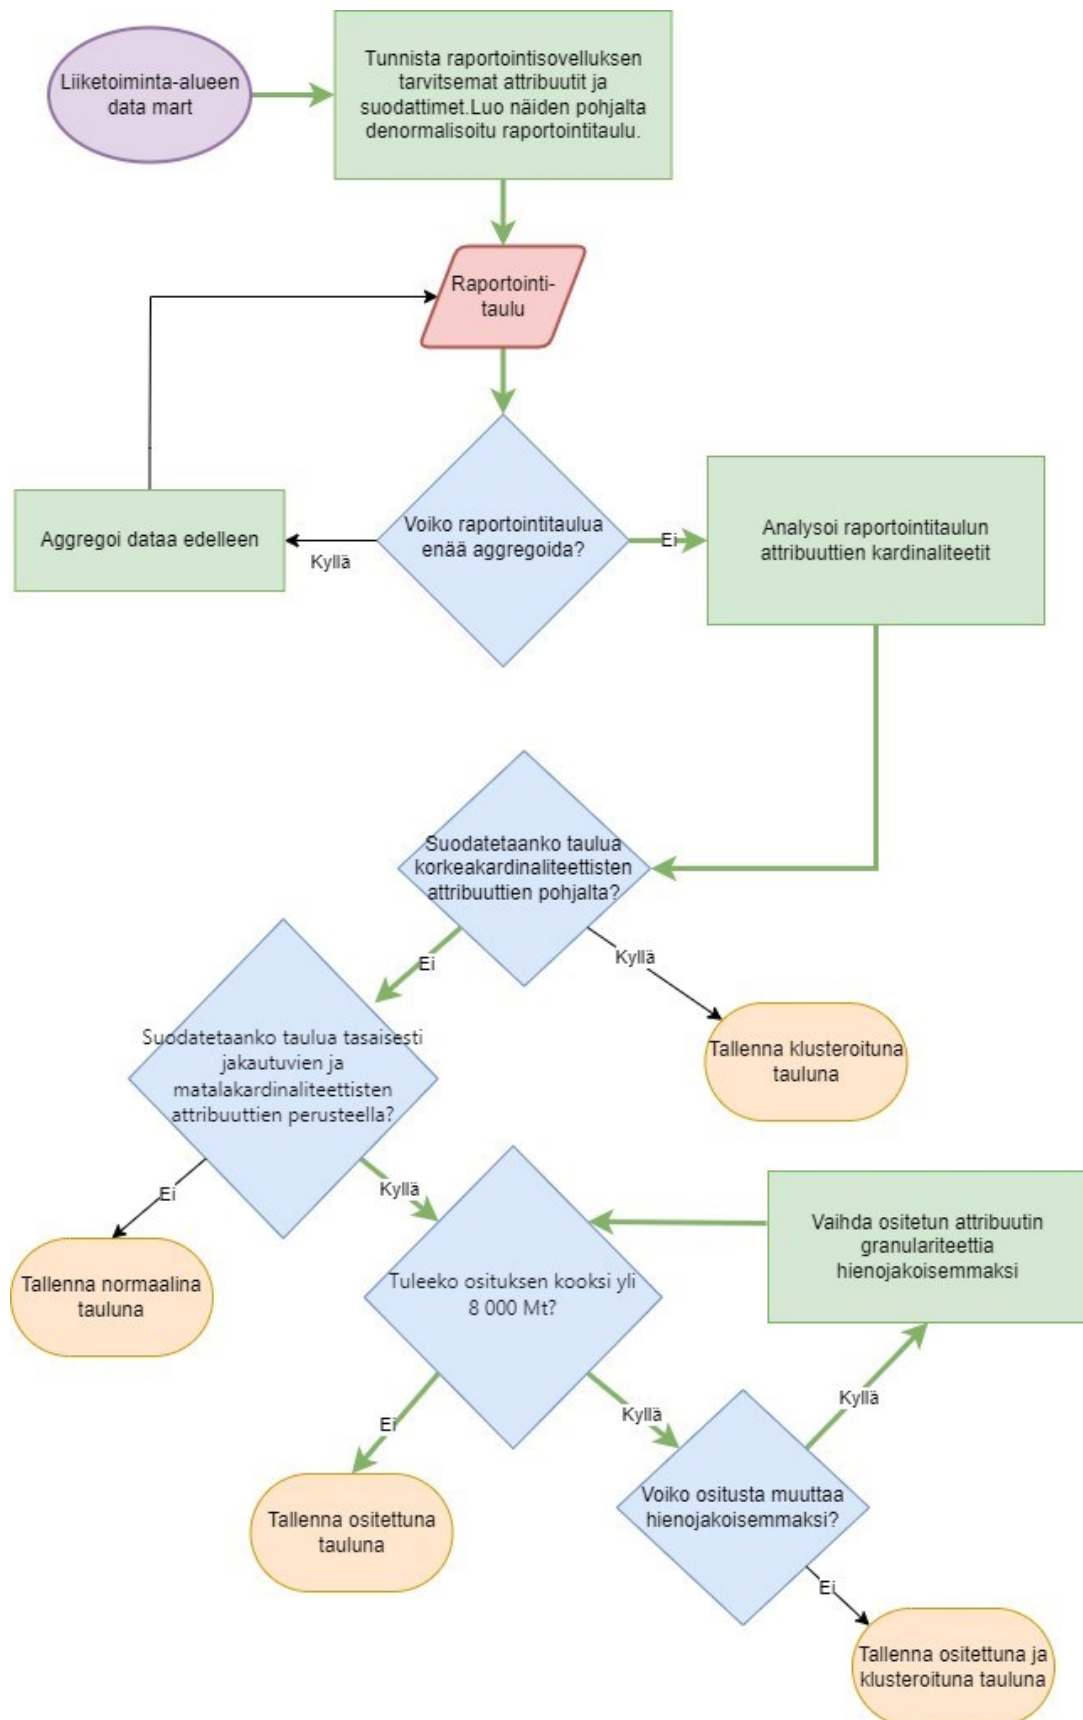 Liiketoiminta-alueen
data mart
Tunnista raportointisovelluksen
tarvitsemat attribuutit ja
suodattimet.Luo näiden pohjalta
denormalisoitu raportointitaulu.
Raportointi-
taulu
Aggregoi dataa edelleen
Kyllä
Voiko raportointitaulua
enää aggregoida?
Ei
Analysoi raportointitaulun
attribuuttien kardinaliteetit
Suodatetaanko taulua
korkeakardinaliteettisten
attribuuttien pohjalta?
Ei
Kyllä
Tallenna klusteroituna
tauluna
Suodatetaanko taulua tasaisesti
jakautuvien ja
matalakardinaliteettisten
attribuuttien perusteella?
Ei
Kyllä
Tallenna normaalina
tauluna
Tuleeko osituksen kooksi yli
8 000 Mt?
Vaihda ositetun attribuutin
granulariteettia
hienojakoisemmaksi
Ei
Kyllä
Kyllä
Tallenna ositettuna
tauluna
Voiko ositusta muuttaa
hienojakoisemmaksi?
Ei
Tallenna ositettuna ja
klusteroituna tauluna